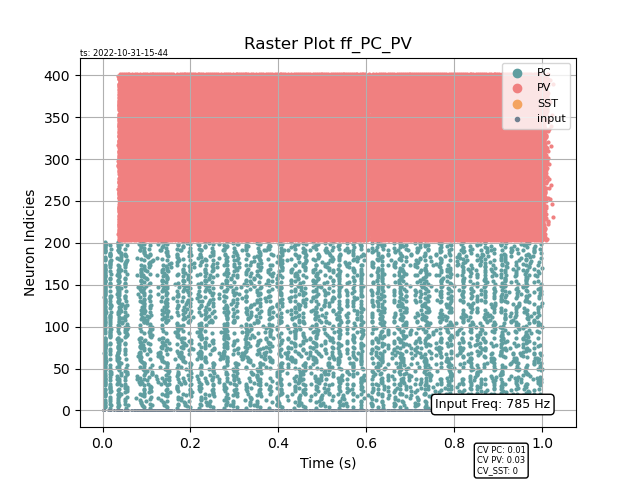 ts: 2022-10-31-15-44
Raster Plot ff_PC_PV
Neuron Indicies
400
350
300
250
200
150
100
50
0
PC
PV
SST
input
Input Freq: 785 Hz
0.0 0.2 0.4 0.6 0.8 1.0
Time (s)
CV PC: 0.01
CV PV: 0.03
CV_SST: 0